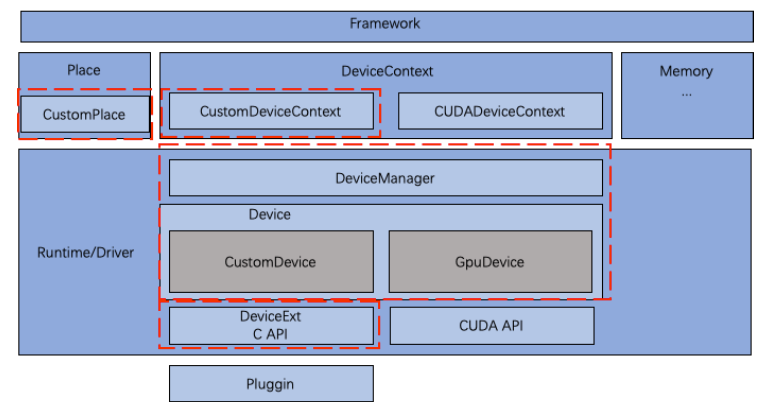 Framework
Place
DeviceContext
Memory
...
CustomPlace
CustomDeviceContext
CUDADeviceContext
DeviceManager
Device
Runtime/Driver
CustomDevice
GpuDevice
DeviceExt
C API
CUDA API
Pluggin